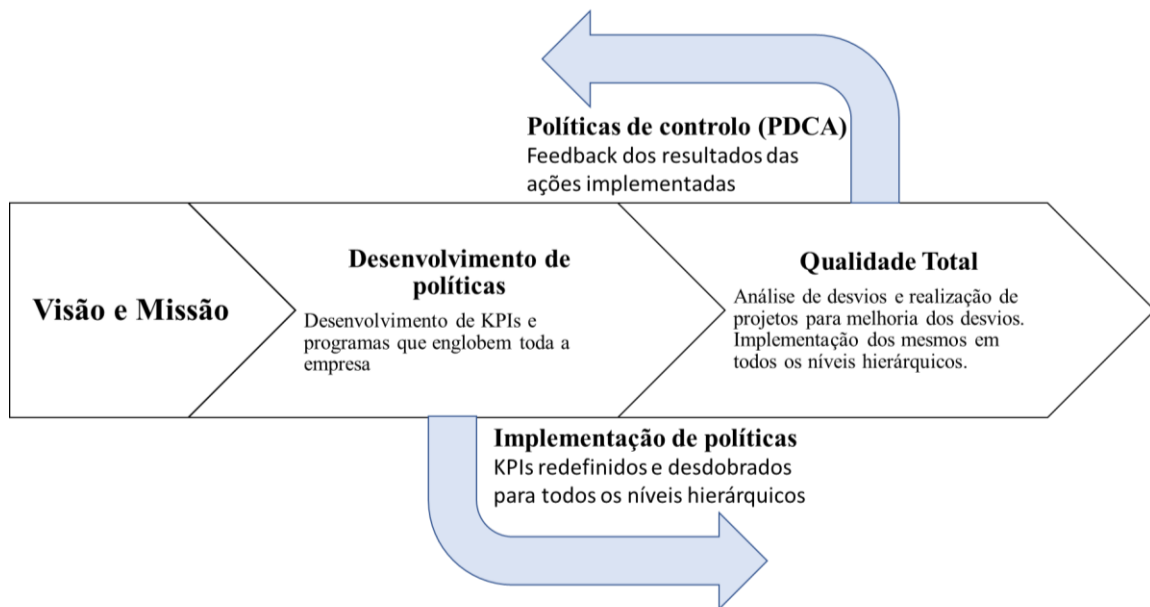 Políticas de controlo (PDCA)
Feedback dos resultados das
ações implementadas
Visão e Missão
Desenvolvimento de
políticas
Desenvolvimento de KPIs e
programas que englobem toda a
empresa
Qualidade Total
Análise de desvios e realização de
projetos para melhoria dos desvios.
Implementação dos mesmos em
todos os níveis hierárquicos.
Implementação de políticas
KPIs redefinidos e desdobrados
para todos os níveis hierárquicos